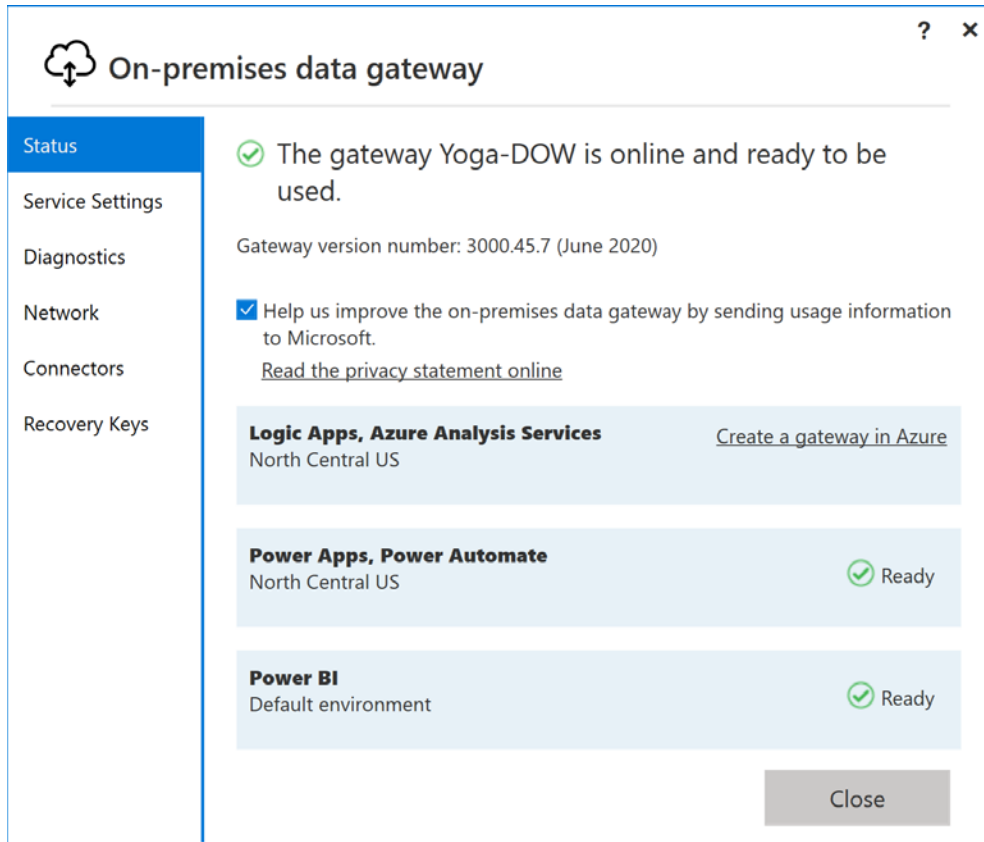 ? ×
On-premises data gateway
Status
Service Settings
Diagnostics
Network
Connectors
Recovery Keys
The gateway Yoga-DOW is online and ready to be
used.
Gateway version number: 3000.45.7 (June 2020)
Help us improve the on-premises data gateway by sending usage information
to Microsoft.
Read the privacy statement online
Logic Apps, Azure Analysis Services
North Central US
Create a gateway in Azure
Power Apps, Power Automate
North Central US
Ready
Power BI
Default environment
Ready
Close